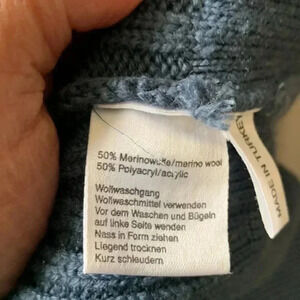 50% Merinowolle/merino wool
50% Polyacryl/acrylic
Wollwaschgang
Wollwaschmittel verwenden
Vor dem Waschen und Bügeln
auf linke Seite wenden
Nass in Form ziehen
Liegend trocknen
Kurz schleudern
MADE IN TURKEY